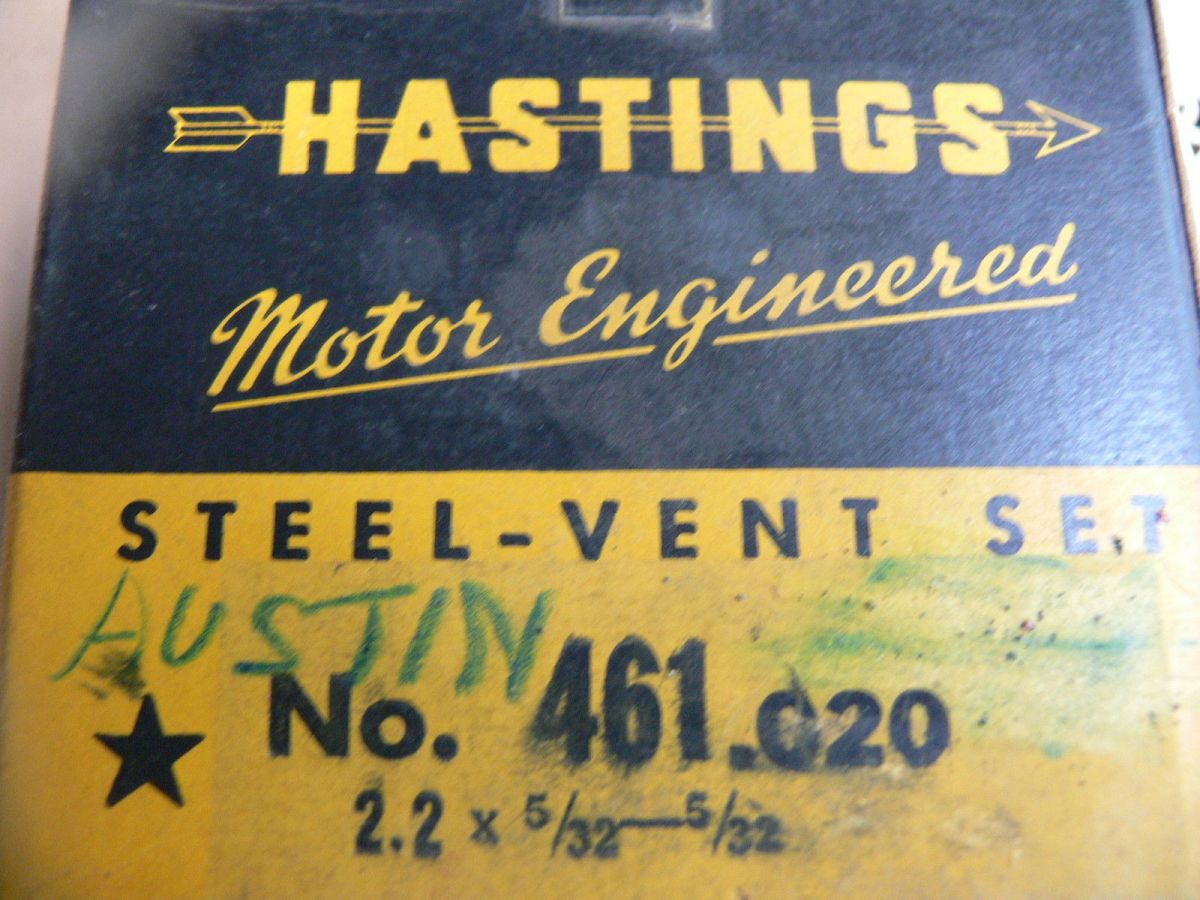 HASTINGS
Motor Engineered
STEEL-VENT SET
AUSTIN
No. 461 .020
2.2 x 5/32—5/32